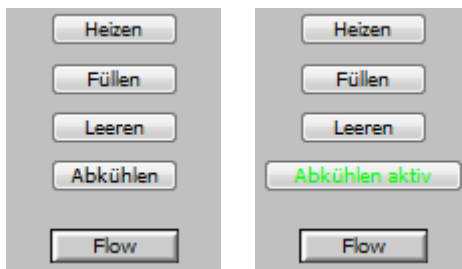 Heizen
Füllen
Leeren
Abkühlen
Flow
Heizen
Füllen
Leeren
Abkühlen aktiv
Flow